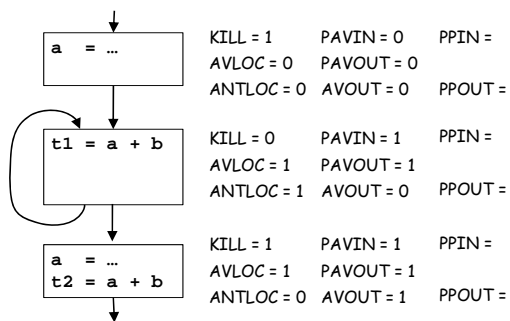 a = …
KILL = 1 PAVIN = 0 PPIN =
AVLOC = 0 PAVOUT = 0
ANTLOC = 0 AVOUT = 0 PPOUT =
t1 = a + b
KILL = 0 PAVIN = 1 PPIN =
AVLOC = 1 PAVOUT = 1
ANTLOC = 1 AVOUT = 0 PPOUT =
a = …
t2 = a + b
KILL = 1 PAVIN = 1 PPIN =
AVLOC = 1 PAVOUT = 1
ANTLOC = 0 AVOUT = 1 PPOUT =